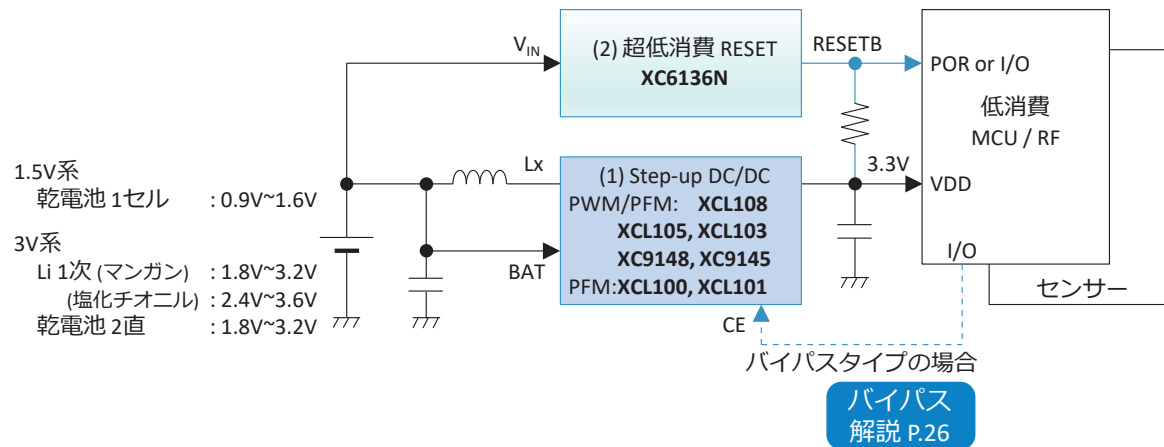 (2) 超低消費 RESET
XC6136N
VIN
RESETB
POR or I/O
低消費
MCU / RF
1.5V系
乾電池 1セル : 0.9V~1.6V
3V系
Li 1次 (マンガン) : 1.8V~3.2V
(塩化チオニル) : 2.4V~3.6V
乾電池 2直 : 1.8V~3.2V
Lx
BAT
(1) Step-up DC/DC
PWM/PFM: XCL108
XCL105, XCL103
XC9148, XC9145
PFM:XCL100, XCL101
3.3V
VDD
I/O
センサー
CE
バイパスタイプの場合
バイパス
解説 P.26